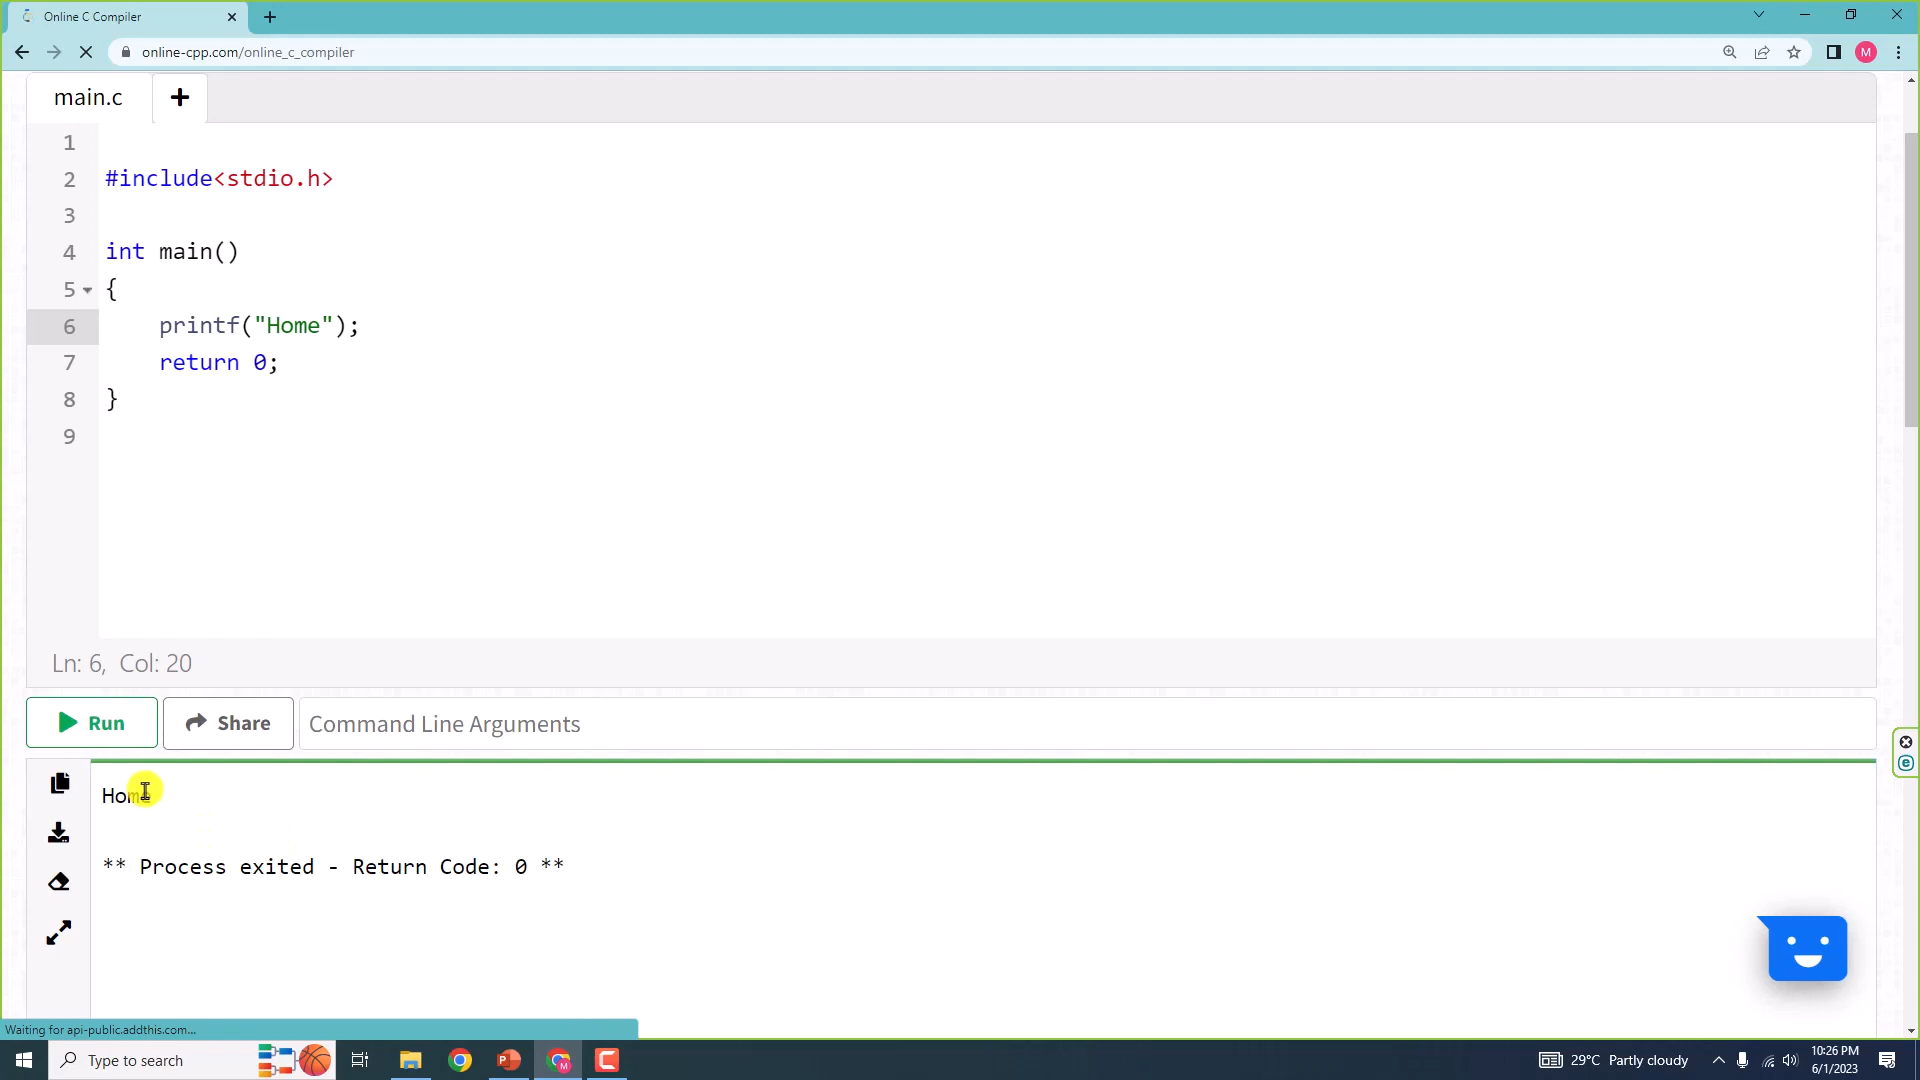 Online C Compiler
online-cpp.com/online_c_compiler
M
main.c
1
2 #include<stdio.h>
3
4 int main()
5 {
6 printf("Home");
7 return 0;
8 }
9
Ln: 6, Col: 20
Run Share Command Line Arguments
Home
** Process exited - Return Code: 0 **
Waiting for api-public.addthis.com...
Type to search
29°C Partly cloudy
10:26 PM
6/1/2023